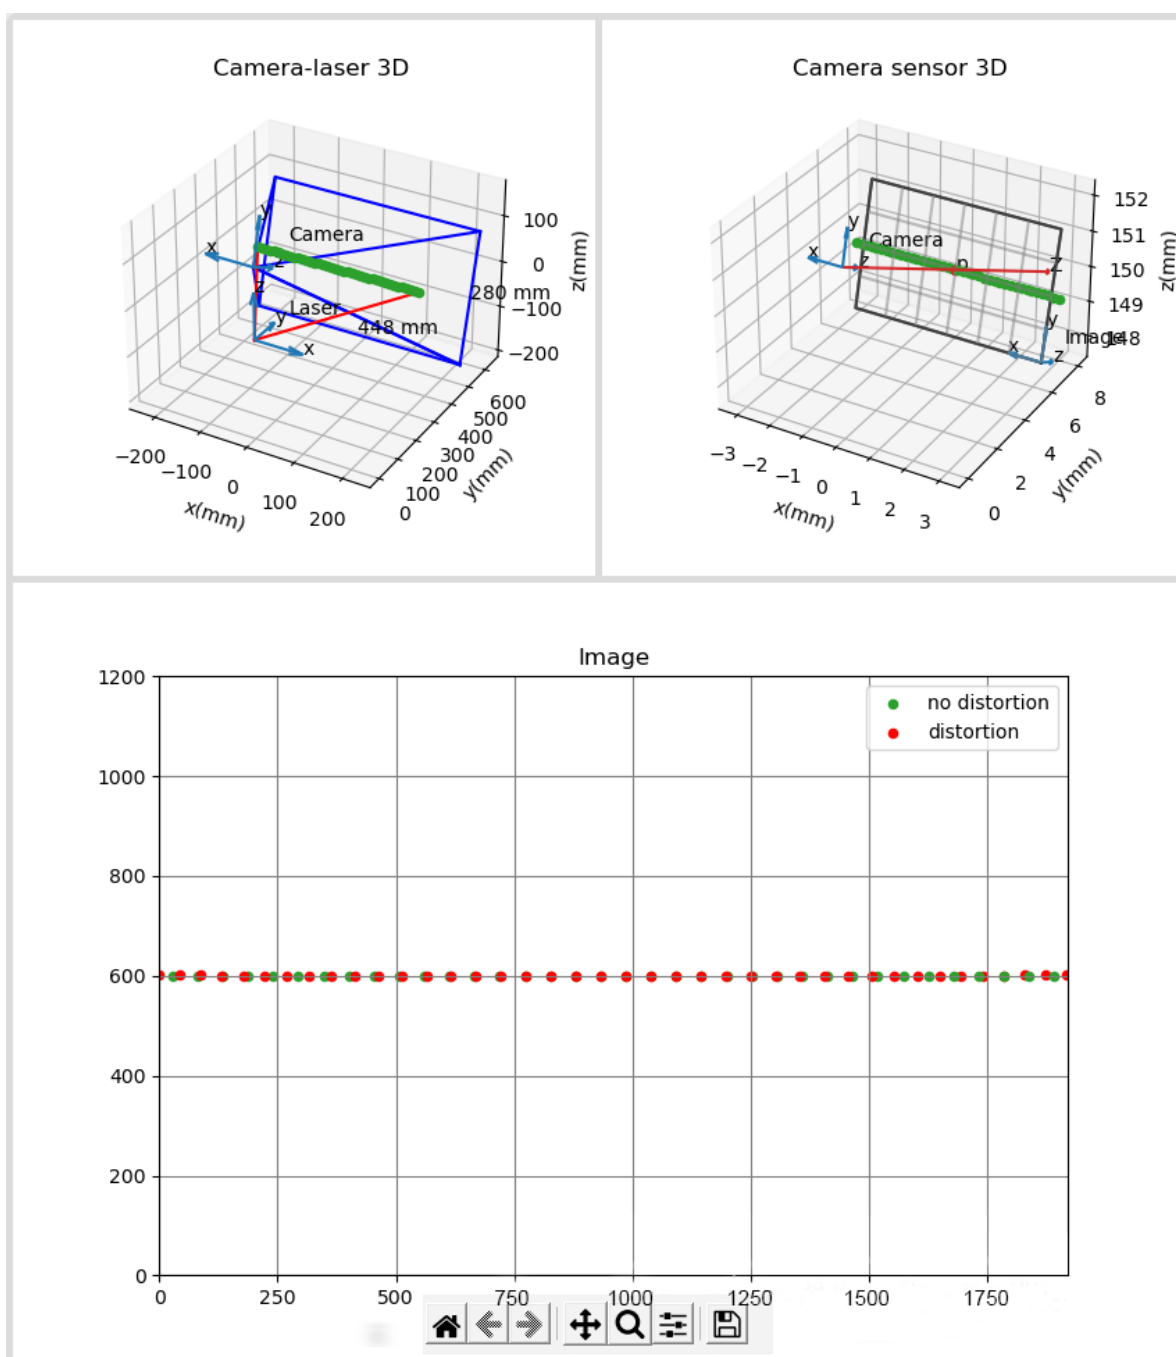 Camera-laser 3D
y
x
Camera
z
z
Laser
y
x
280 mm
448 mm
100
0
−100
−200
z(mm)
600
500
400
300
200
100
0
y(mm)
−200
−100
0
100
200
x(mm)
Camera sensor 3D
y
x
Camera
z
p
Z
y
Image
x
z
152
151
150
149
148
z(mm)
8
6
4
2
0
y(mm)
−3
−2
−1
0
1
2
3
x(mm)
Image
no distortion
distortion
1200
1000
800
600
400
200
0
0 250 500 750 1000 1250 1500 1750